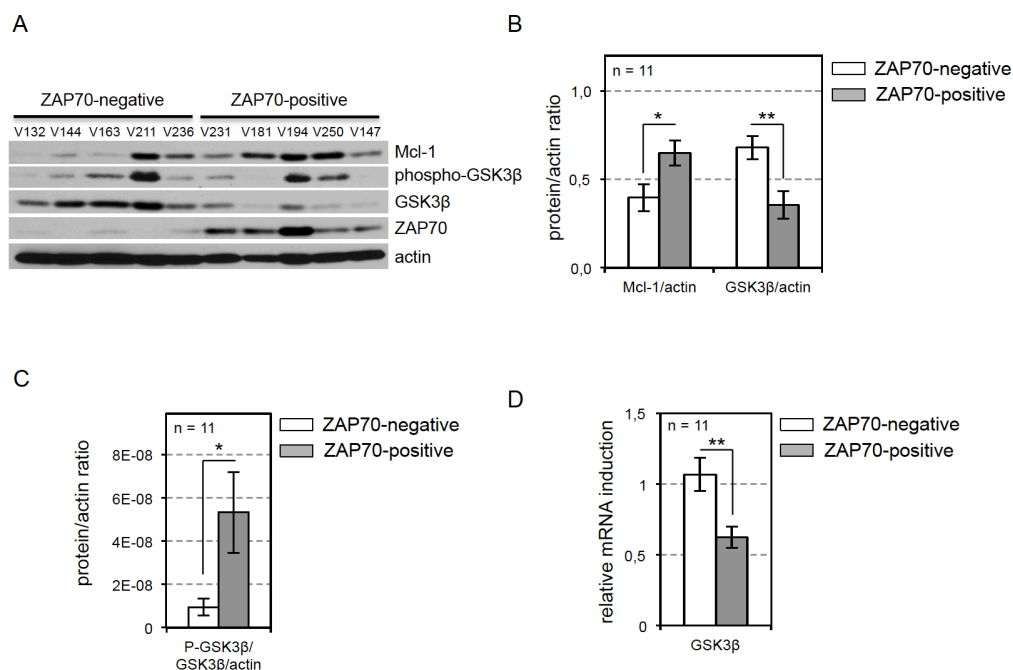 A
ZAP70-negative ZAP70-positive
V132 V144 V163 V211 V236 V231 V181 V194 V250 V147
Mcl-1
phospho-GSK3β
GSK3β
ZAP70
actin
B
protein/actin ratio
n = 11
1,0
0,5
0,0
* **
Mcl-1/actin GSK3β/actin
ZAP70-negative
ZAP70-positive
C
protein/actin ratio
n = 11
8E-08
6E-08
4E-08
2E-08
0
*
P-GSK3β/
GSK3β/actin
ZAP70-negative
ZAP70-positive
D
relative mRNA induction
1,5
n = 11
1
0,5
0
**
GSK3β
ZAP70-negative
ZAP70-positive